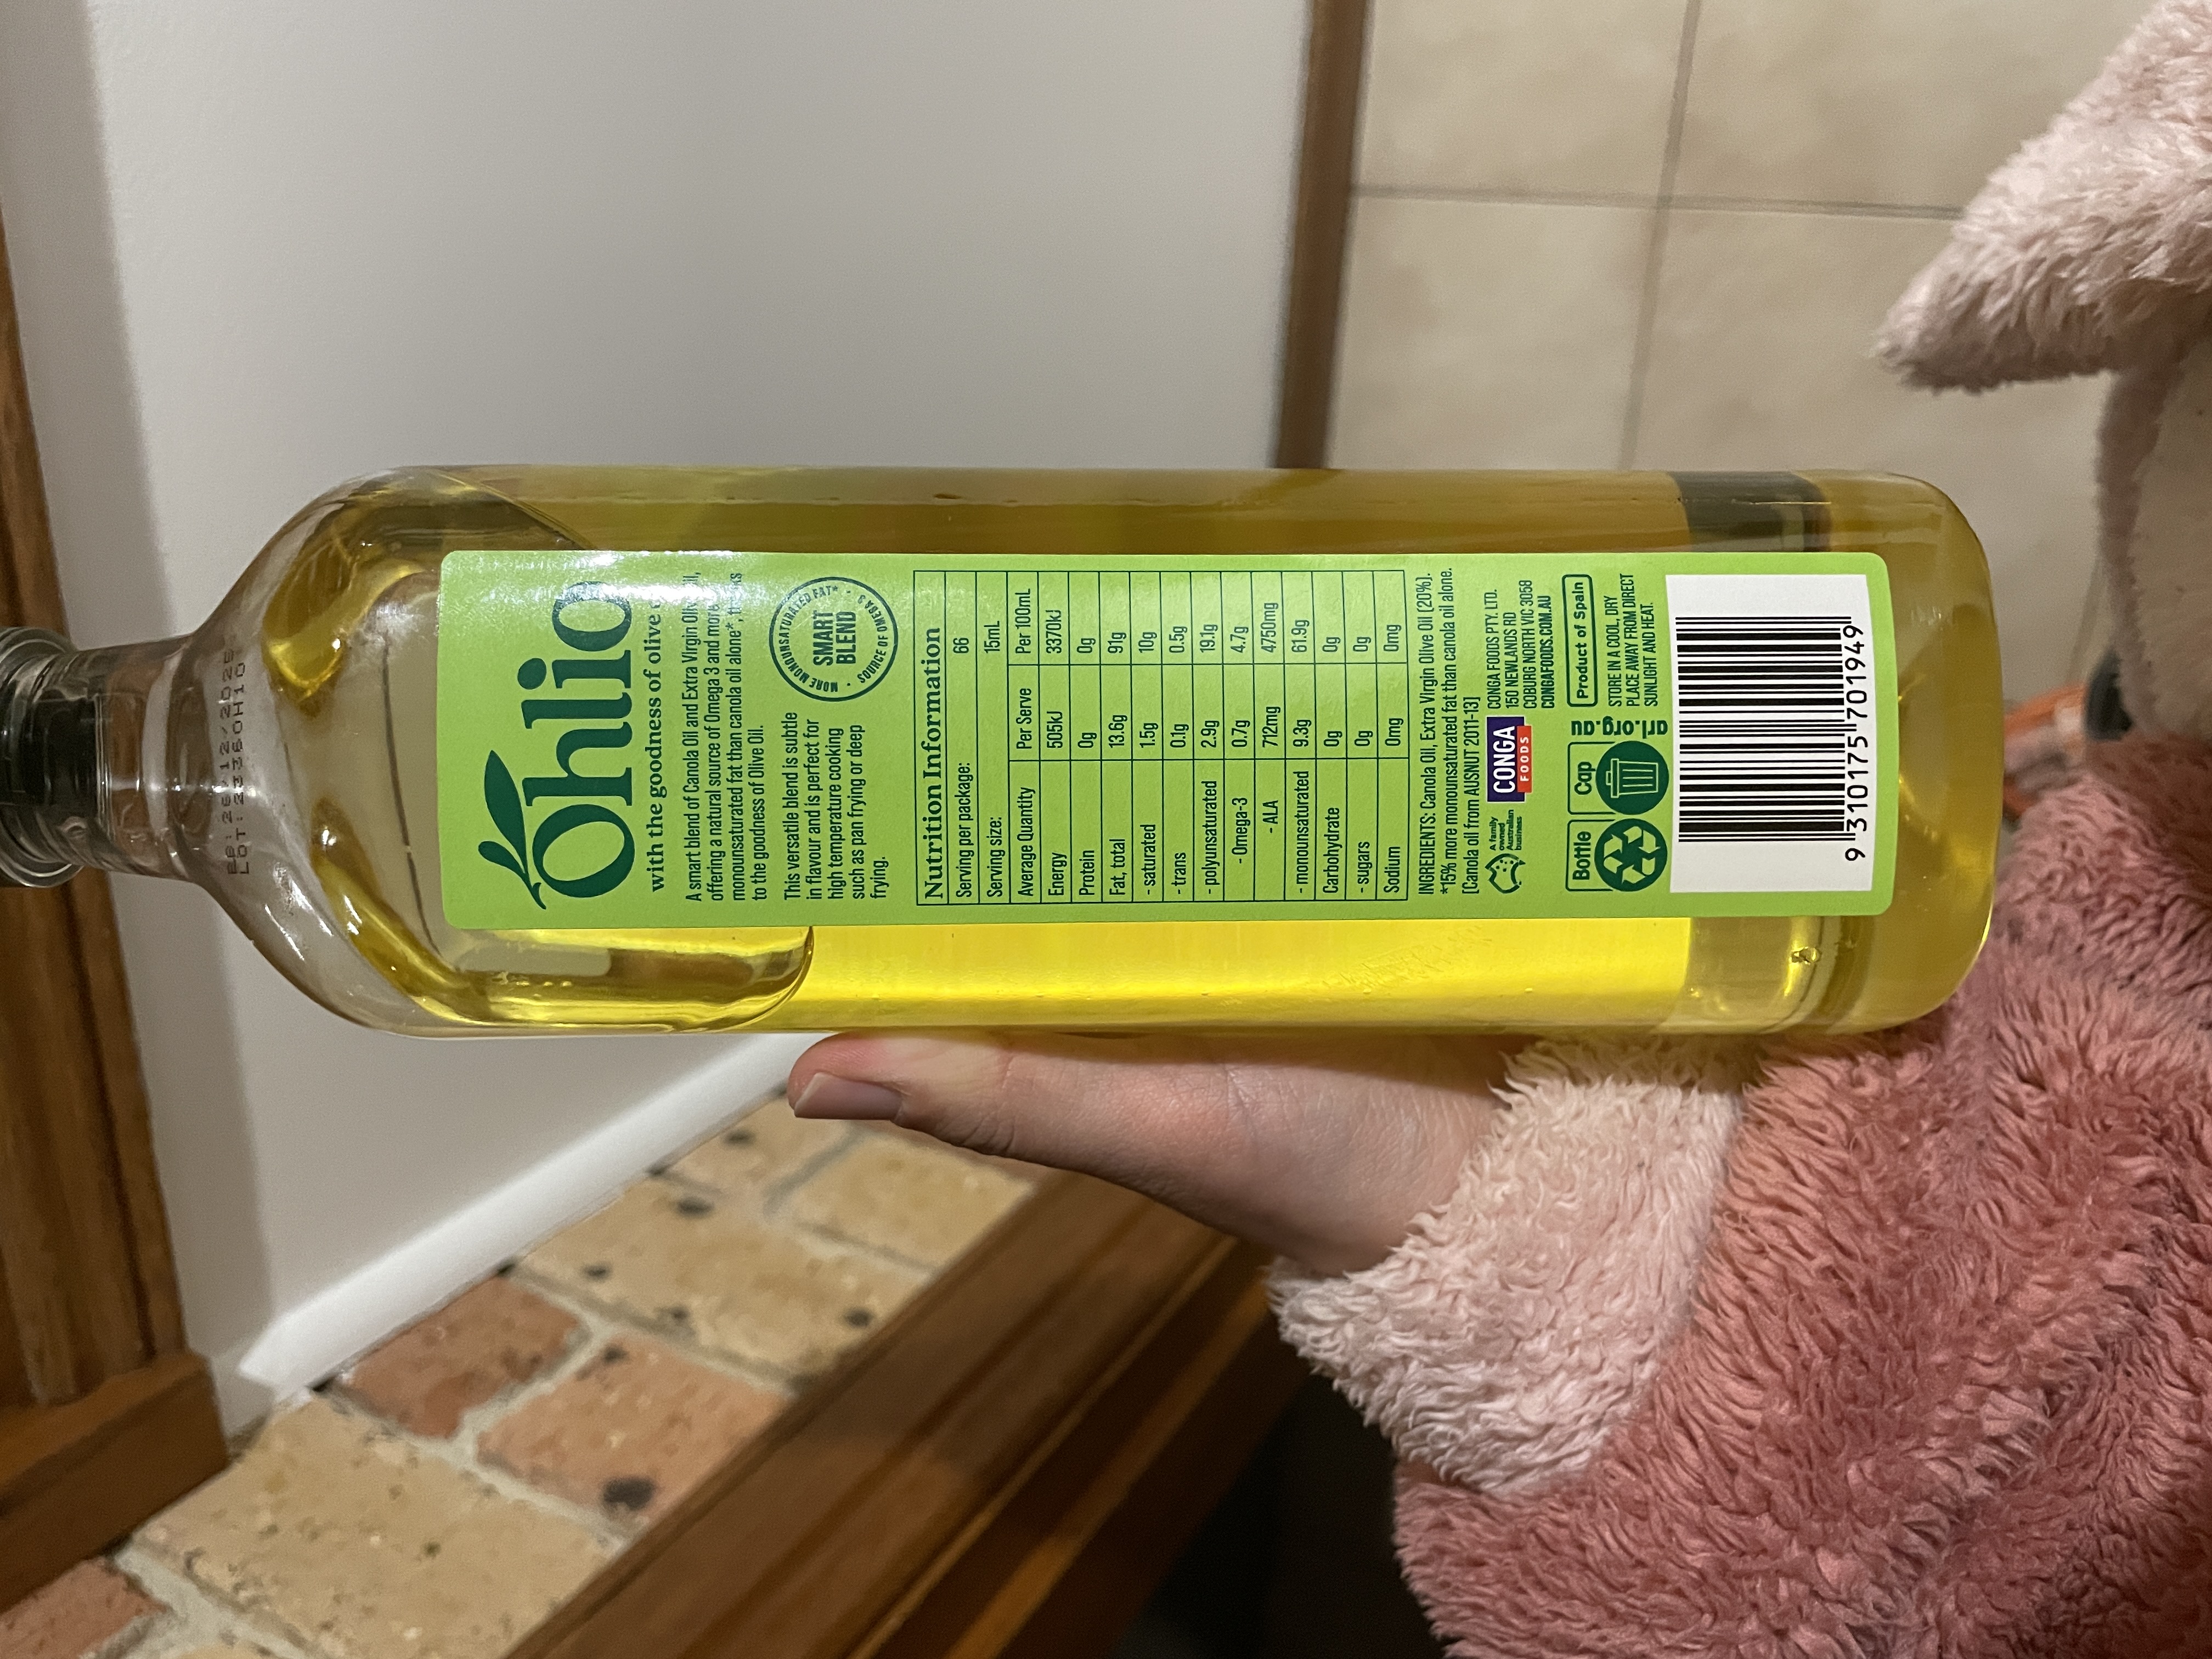 BB: 26/12/2025
LOT: 23360H10
Ohlio
with the goodness of olive
A smart blend of Canola Oil and Extra Virgin Olive Oil,
offering a natural source of Omega 3 and more
monounsaturated fat than canola oil alone*, thanks
to the goodness of Olive Oil.
This versatile blend is subtle
in flavour and is perfect for
high temperature cooking
such as pan frying or deep
frying.
MORE MONOUNSATURATED FAT*
SMART
BLEND
SOURCE OF OMEGA 3
Nutrition Information
Serving per package: 66
Serving size: 15mL
Average Quantity Per Serve Per 100mL
Energy 505kJ 3370kJ
Protein 0g 0g
Fat, total 13.6g 91g
- saturated 1.5g 10g
- trans 0.1g 0.5g
- polyunsaturated 2.9g 19.1g
- Omega-3 0.7g 4.7g
- ALA 712mg 4750mg
- monounsaturated 9.3g 61.9g
Carbohydrate 0g 0g
- sugars 0g 0g
Sodium 0mg 0mg
INGREDIENTS: Canola Oil, Extra Virgin Olive Oil (20%).
*15% more monounsaturated fat than canola oil alone.
[Canola oil from AUSNUT 2011-13]
A family
owned
Australian
business
CONGA
FOODS
CONGA FOODS PTY. LTD.
150 NEWLANDS RD
COBURG NORTH VIC 3058
CONGAFOODS.COM.AU
Bottle
Cap
arl.org.au
Product of Spain
STORE IN A COOL, DRY
PLACE AWAY FROM DIRECT
SUNLIGHT AND HEAT.
9 310175 701949